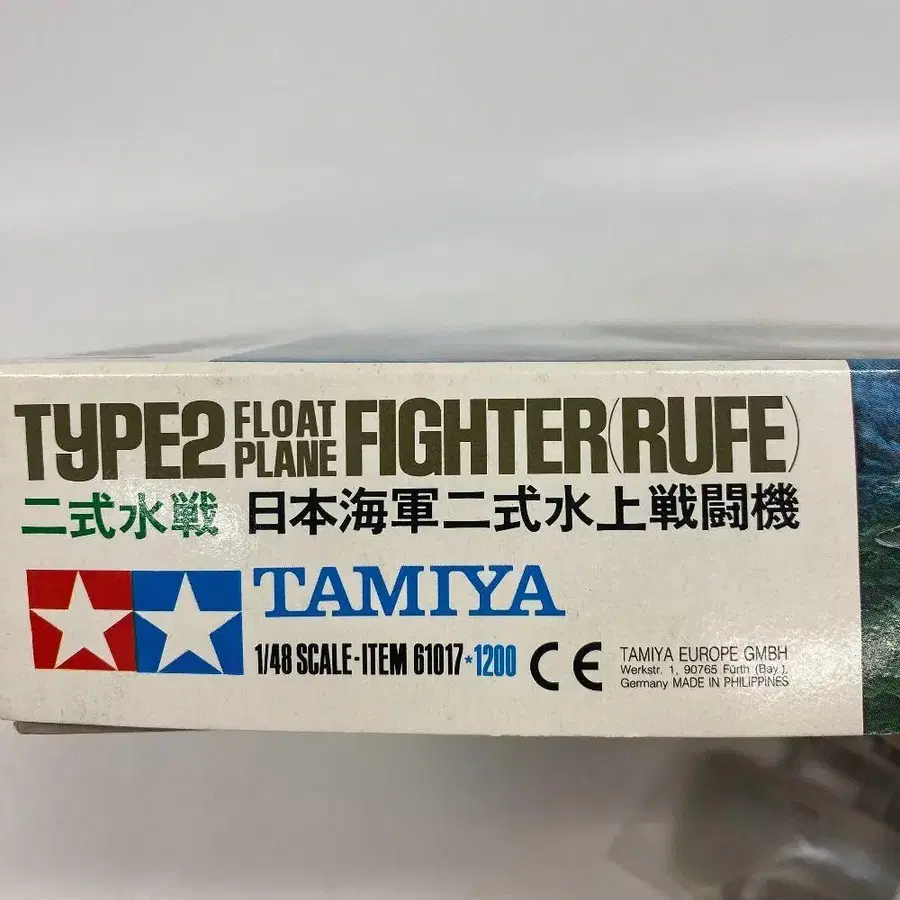 TYPE2 FLOAT PLANE FIGHTER (RUFE)
二式水戦 日本海軍二式水上戦闘機
TAMIYA
1/48 SCALE-ITEM 61017*1200 CE
TAMIYA EUROPE GMBH
Werkstr. 1, 90765 Fürth (Bay.),
Germany MADE IN PHILIPPINES